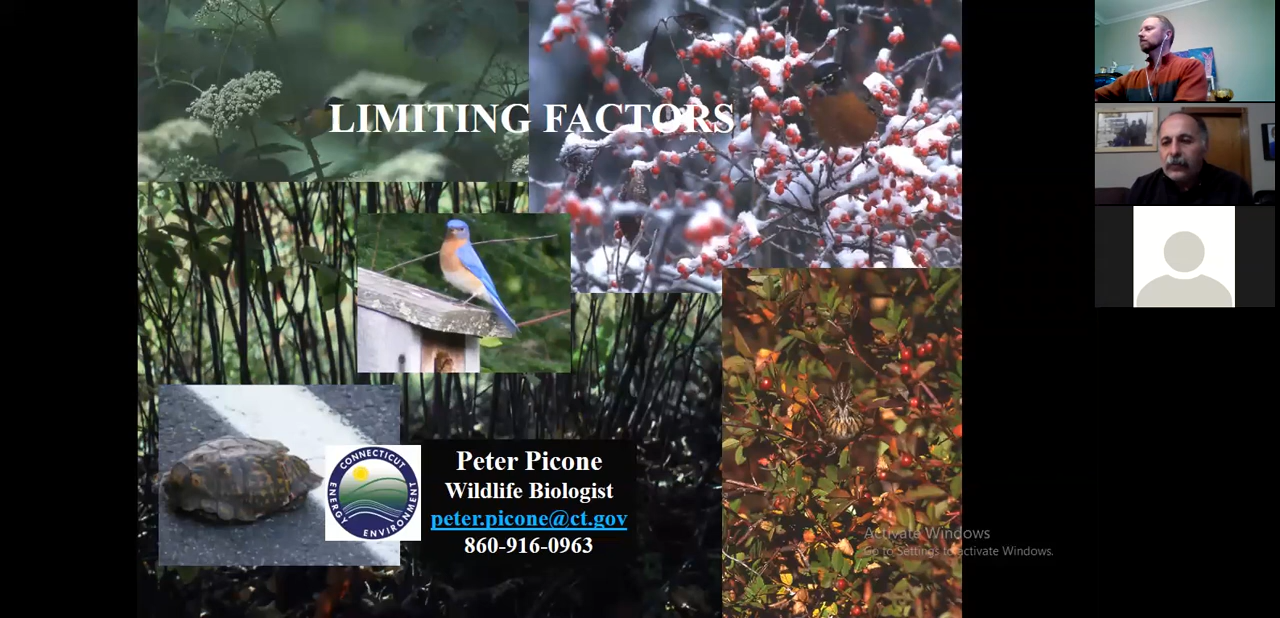 LIMITING FACTORS
CONNECTICUT
ENERGY
ENVIRONMENT
Peter Picone
Wildlife Biologist
peter.picone@ct.gov
860-916-0963
Activate Windows
Go to Settings to activate Windows.